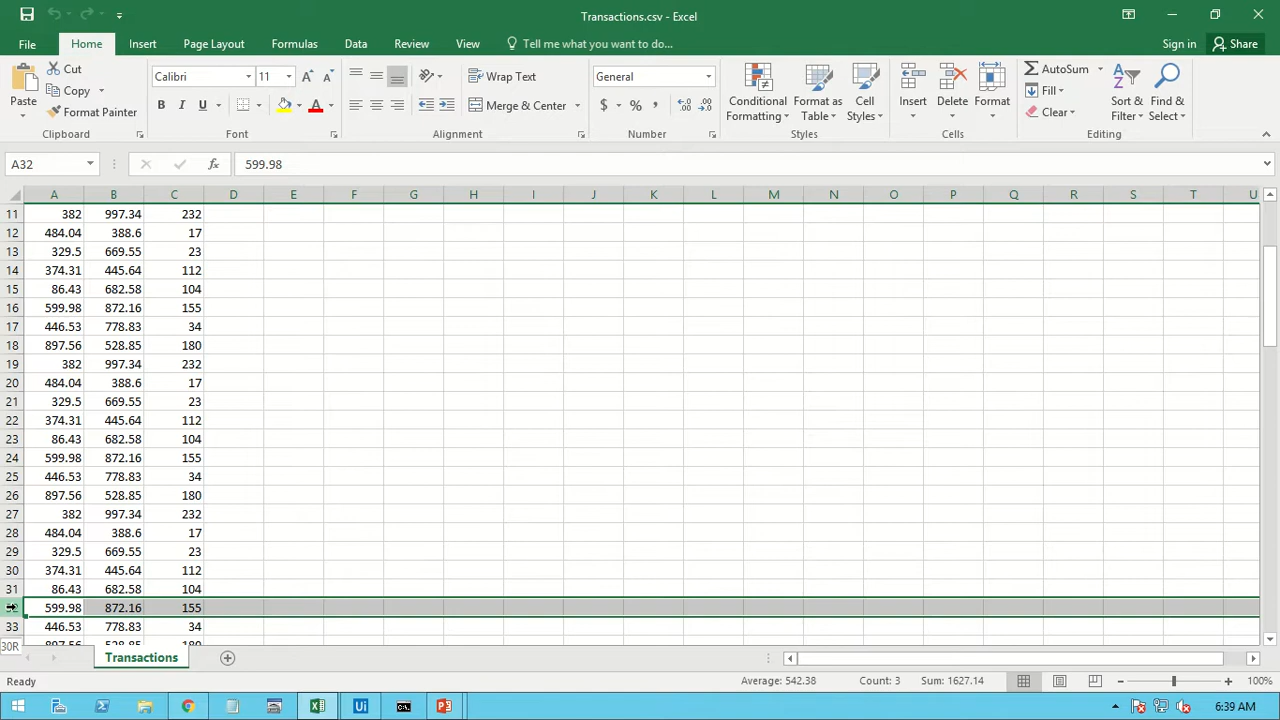 Transactions.csv - Excel
File Home Insert Page Layout Formulas Data Review View Tell me what you want to do... Sign in Share
Cut
Copy
Format Painter
Paste
Clipboard
Calibri 11
B I U
Font
Wrap Text
Merge & Center
Alignment
General
$ % ,
Number
Conditional Formatting
Format as Table
Cell Styles
Styles
Insert
Delete
Format
Cells
AutoSum
Fill
Clear
Sort & Filter
Find & Select
Editing
A32 fx 599.98
A B C D E F G H I J K L M N O P Q R S T U
11 382 997.34 232
12 484.04 388.6 17
13 329.5 669.55 23
14 374.31 445.64 112
15 86.43 682.58 104
16 599.98 872.16 155
17 446.53 778.83 34
18 897.56 528.85 180
19 382 997.34 232
20 484.04 388.6 17
21 329.5 669.55 23
22 374.31 445.64 112
23 86.43 682.58 104
24 599.98 872.16 155
25 446.53 778.83 34
26 897.56 528.85 180
27 382 997.34 232
28 484.04 388.6 17
29 329.5 669.55 23
30 374.31 445.64 112
31 86.43 682.58 104
599.98 872.16 155
33 446.53 778.83 34
897.56 528.85 180
30R
Transactions
Ready Average: 542.38 Count: 3 Sum: 1627.14 100%
Ui 6:39 AM